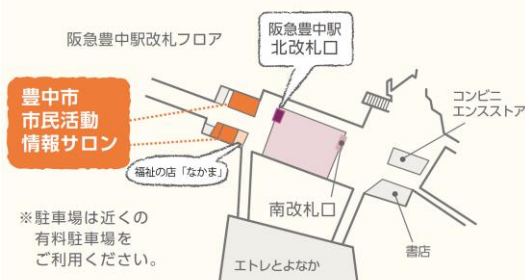 阪急豊中駅改札フロア
阪急豊中駅
北改札口
豊中市
市民活動
情報サロン
コンビニ
エンスストア
福祉の店「なかま」
南改札口
※駐車場は近くの
有料駐車場を
ご利用ください。
書店
エトレとよなか